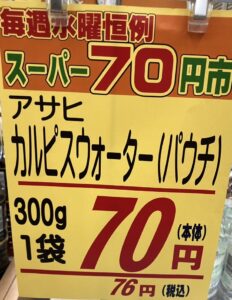 毎週水曜恒例
スーパー70円市
アサヒ
カルピスウォーター(パウチ)
300g
1袋
70円
(本体)
76円(税込)